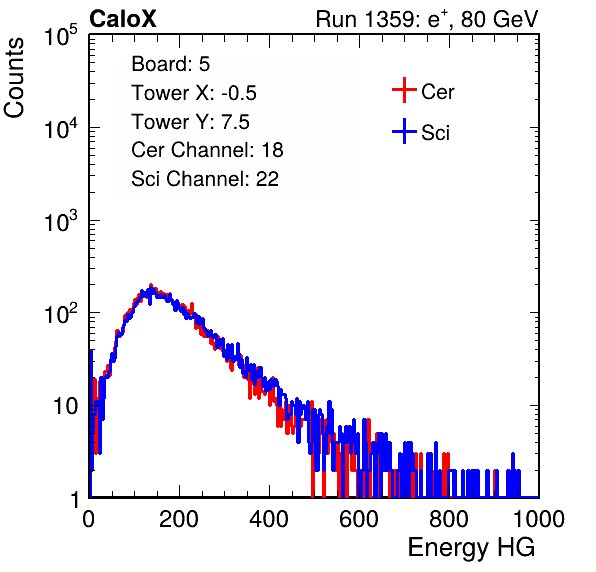 CaloX Run 1359: e⁺, 80 GeV
Counts
Board: 5
Tower X: -0.5
Tower Y: 7.5
Cer Channel: 18
Sci Channel: 22
Cer
Sci
10⁵
10⁴
10³
10²
10
1
0 200 400 600 800 1000
Energy HG